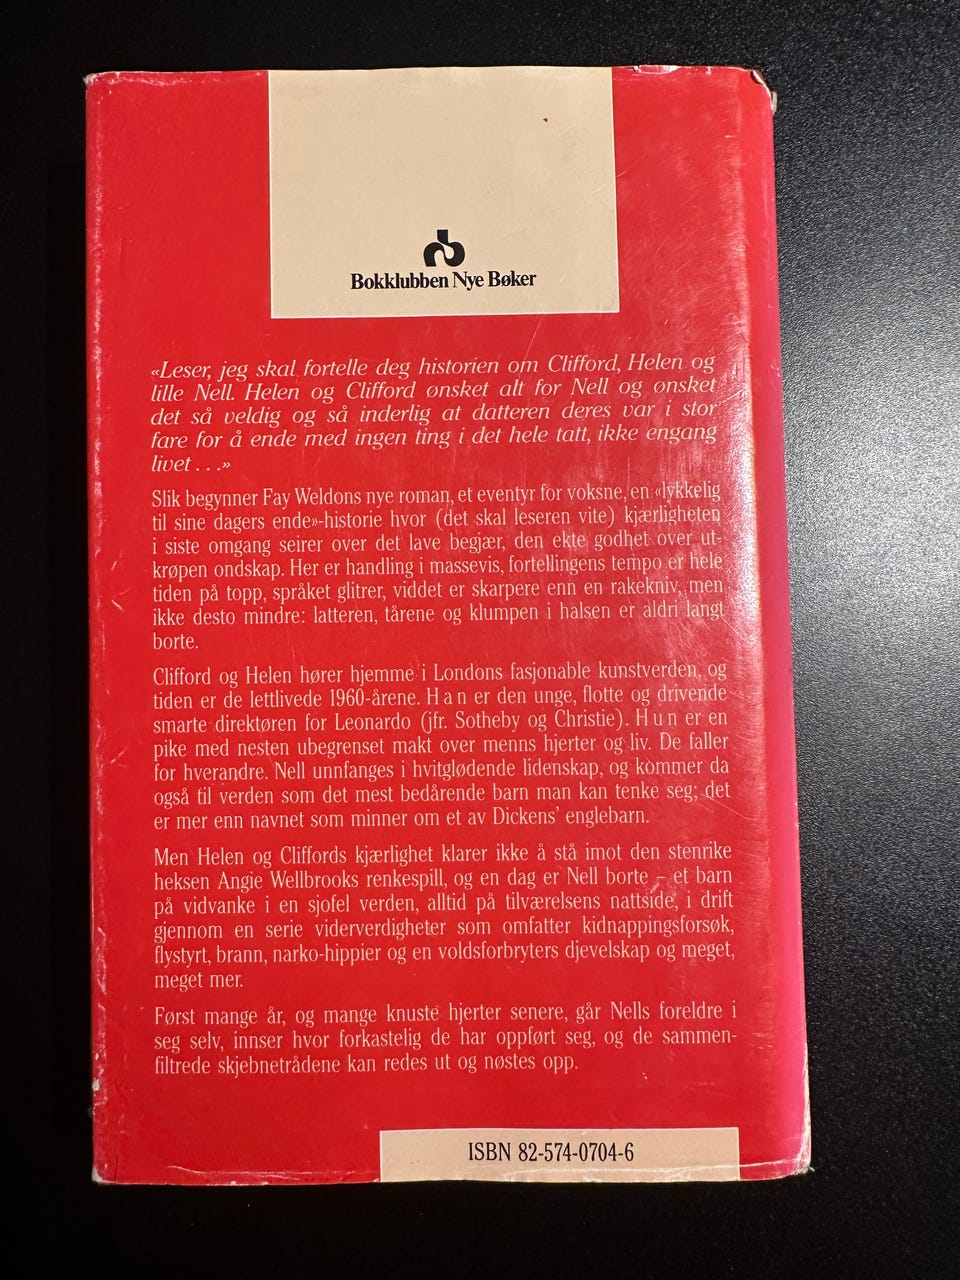 Bokklubben Nye Bøker
«Leser, jeg skal fortelle deg historien om Clifford, Helen og
lille Nell. Helen og Clifford ønsket alt for Nell og ønsket
det så veldig og så inderlig at datteren deres var i stor
fare for å ende med ingen ting i det hele tatt, ikke engang
livet . . .»
Slik begynner Fay Weldons nye roman, et eventyr for voksne, en «lykkelig
til sine dagers ende»-historie hvor (det skal leseren vite) kjærligheten
i siste omgang seirer over det lave begjær, den ekte godhet over ut-
krøpen ondskap. Her er handling i massevis, fortellingens tempo er hele
tiden på topp, språket glitrer, viddet er skarpere enn en rakekniv, men
ikke desto mindre: latteren, tårene og klumpen i halsen er aldri langt
borte.
Clifford og Helen hører hjemme i Londons fasjonable kunstverden, og
tiden er de lettlivede 1960-årene. H a n er den unge, flotte og drivende
smarte direktøren for Leonardo (jfr. Sotheby og Christie). H u n er en
pike med nesten ubegrenset makt over menns hjerter og liv. De faller
for hverandre. Nell unnfanges i hvitglødende lidenskap, og kommer da
også til verden som det mest bedårende barn man kan tenke seg; det
er mer enn navnet som minner om et av Dickens’ englebarn.
Men Helen og Cliffords kjærlighet klarer ikke å stå imot den stenrike
heksen Angie Wellbrooks renkespill, og en dag er Nell borte – et barn
på vidvanke i en sjofel verden, alltid på tilværelsens nattside, i drift
gjennom en serie viderverdigheter som omfatter kidnappingsforsøk,
flystyrt, brann, narko-hippier og en voldsforbryters djevelskap og meget,
meget mer.
Først mange år, og mange knuste hjerter senere, går Nells foreldre i
seg selv, innser hvor forkastelig de har oppført seg, og de sammen-
filtrede skjebnetrådene kan redes ut og nøstes opp.
ISBN 82-574-0704-6